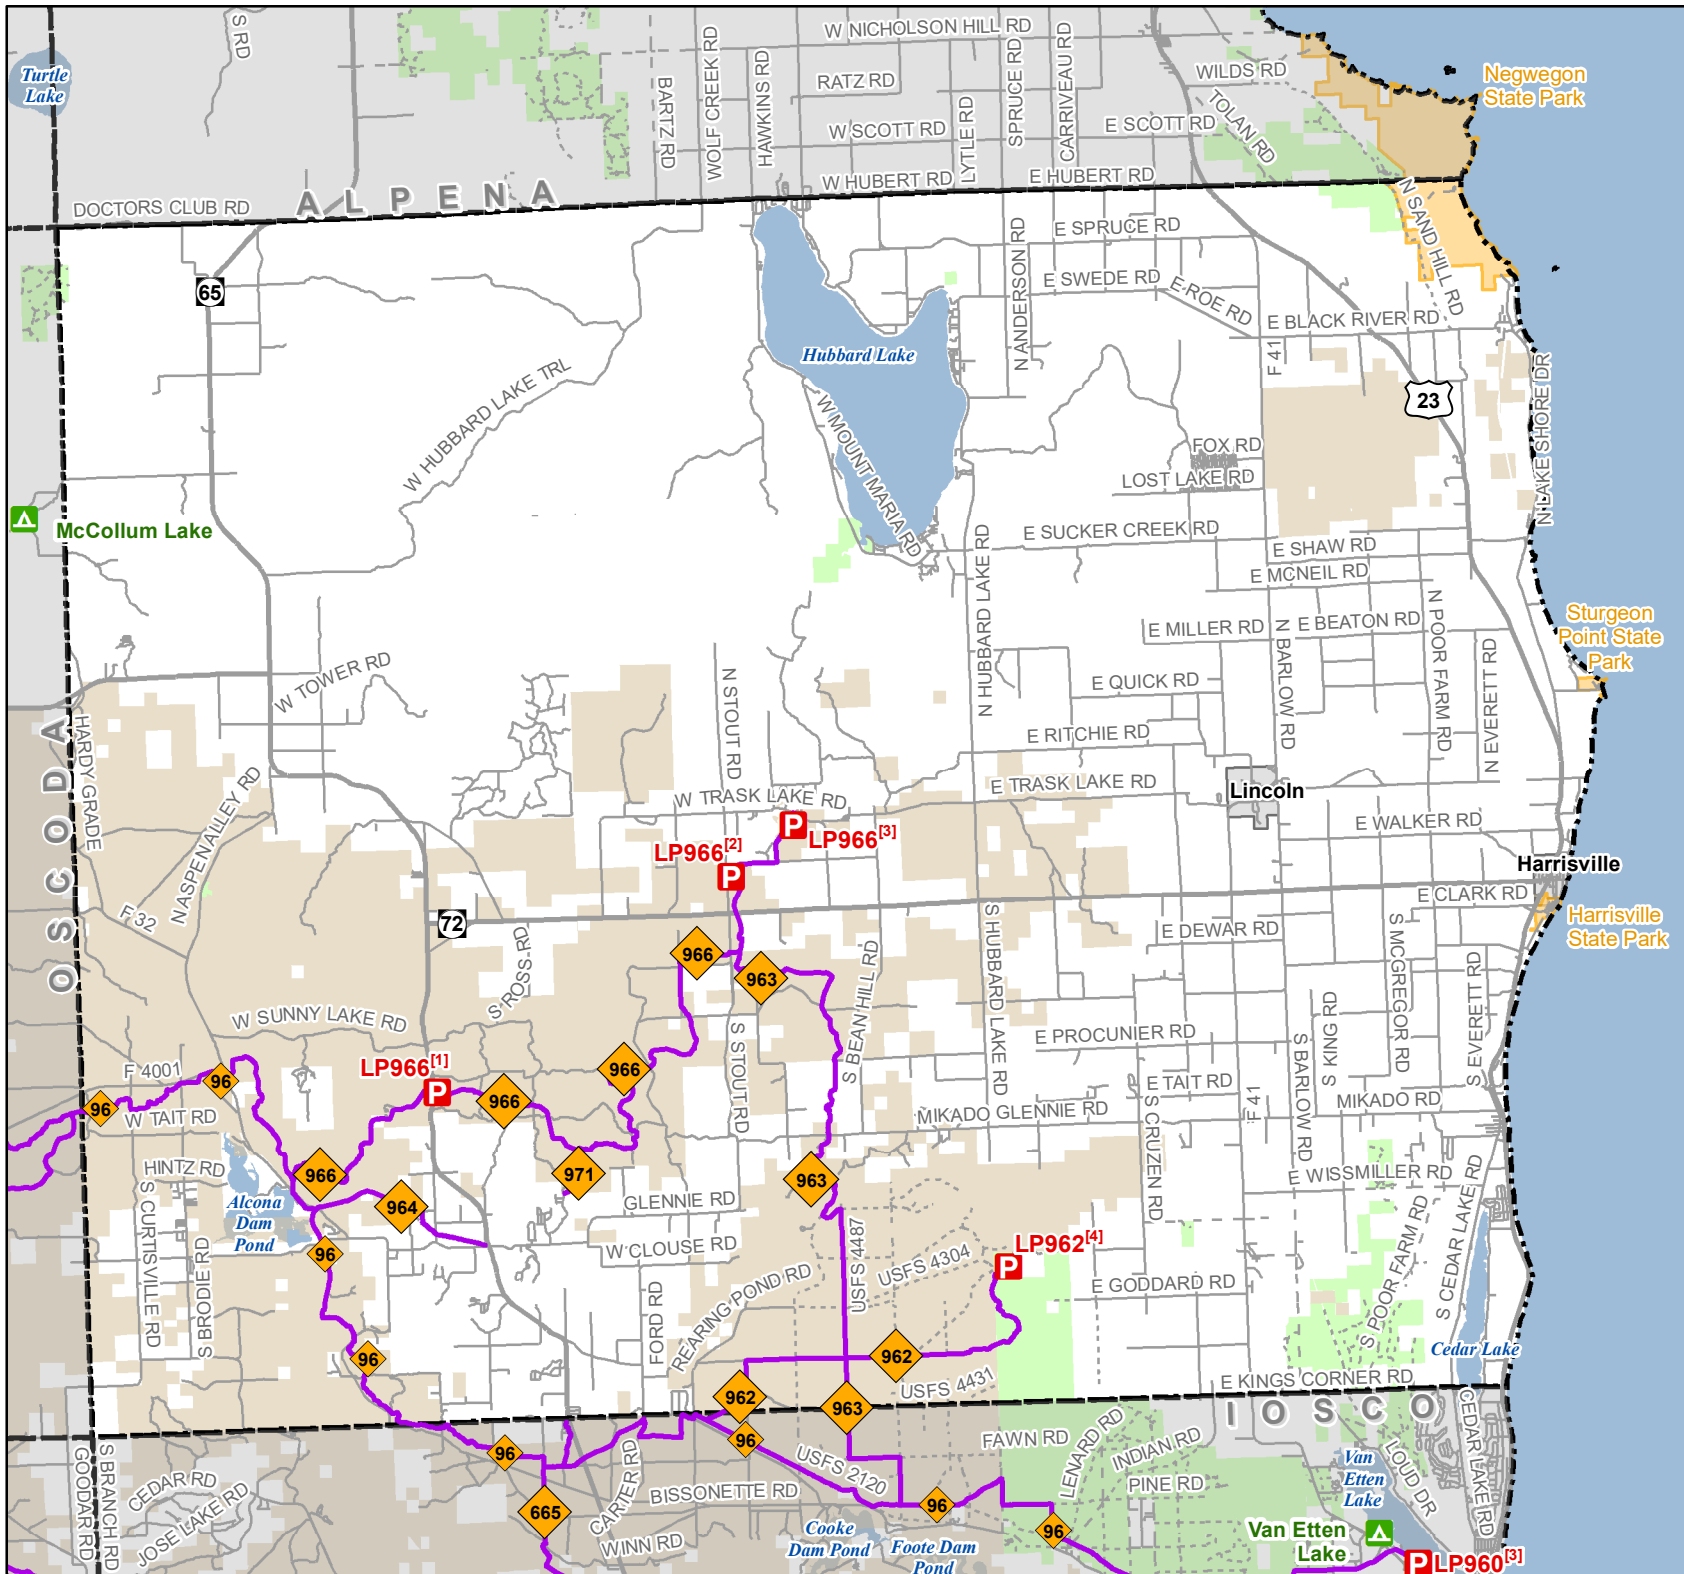 S RD
W NICHOLSON HILL RD
Turtle
Lake
BARTZ RD
WOLF CREEK RD
HAWKINS RD
RATZ RD
W SCOTT RD
LYTLE RD
SPRUCE RD
CARRIVEAU RD
E SCOTT RD
WILDS RD
TOLAN RD
Negwegon
State Park
W HUBERT RD
E HUBERT RD
DOCTORS CLUB RD
ALPENA
N SAND HILL RD
E SPRUCE RD
N ANDERSON RD
E SWEDE RD
E ROE RD
65
E BLACK RIVER RD
F 41
Hubbard Lake
W HUBBARD LAKE TRL
W MOUNT MARIA RD
23
N LAKE SHORE DR
FOX RD
LOST LAKE RD
McCollum Lake
E SUCKER CREEK RD
E SHAW RD
E MCNEIL RD
N HUBBARD LAKE RD
E MILLER RD
E BEATON RD
N BARLOW RD
N POOR FARM RD
N EVERETT RD
Sturgeon
Point State
Park
W TOWER RD
N STOUT RD
E QUICK RD
E RITCHIE RD
OSCODA
HARDY GRADE
N ASPENALLEY RD
W TRASK LAKE RD
E TRASK LAKE RD
Lincoln
E WALKER RD
P
LP966[3]
LP966[2]
P
Harrisville
E CLARK RD
F 32
72
S ROSS RD
966
963
S BEAN HILL RD
S HUBBARD LAKE RD
E DEWAR RD
S MCGREGOR RD
Harrisville
State Park
S EVERETT RD
W SUNNY LAKE RD
E PROCUNIER RD
S KING RD
S BARLOW RD
S STOUT RD
F 4001
LP966[1]
P
96
96
966
966
E TAIT RD
W TAIT RD
MIKADO GLENNIE RD
F 41
MIKADO RD
S CRUZEN RD
HINTZ RD
966
971
963
E WISSMILLER RD
S CURTISVILLE RD
Alcona
Dam
Pond
964
GLENNIE RD
W CLOUSE RD
USFS 4487
USFS 4304
LP962[4]
P
96
S BRODIE RD
FORD RD
REARING POND RD
E GODDARD RD
S POOR FARM RD
S CEDAR LAKE RD
96
962
Cedar Lake
962
USFS 4431
E KINGS CORNER RD
963
IOSCO
96
96
FAWN RD
LENARD RD
INDIAN RD
PINE RD
CEDAR LAKE RD
LOUD DR
Van
Etten
Lake
GOODAR RD
S BRANCH RD
CEDAR RD
JOSE LAKE RD
665
CARTER RD
BISSONETTE RD
USFS 2120
96
WINN RD
Cooke
Dam Pond
Foote Dam
Pond
96
Van Etten
Lake
P
LP960[3]